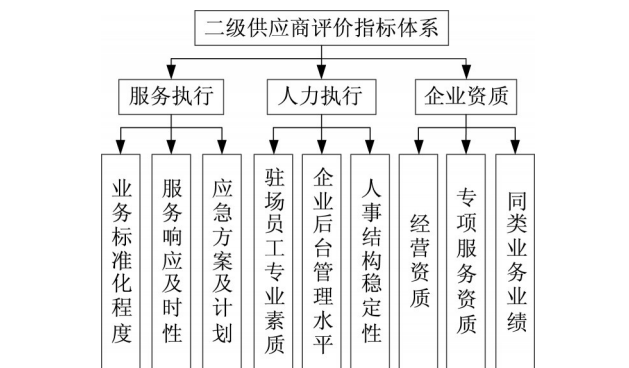 二级供应商评价指标体系
服务执行
人力执行
企业资质
业务标准化程度
服务响应及时性
应急方案及计划
驻场员工专业素质
企业后台管理水平
人事结构稳定性
经营资质
专项服务资质
同类业务业绩